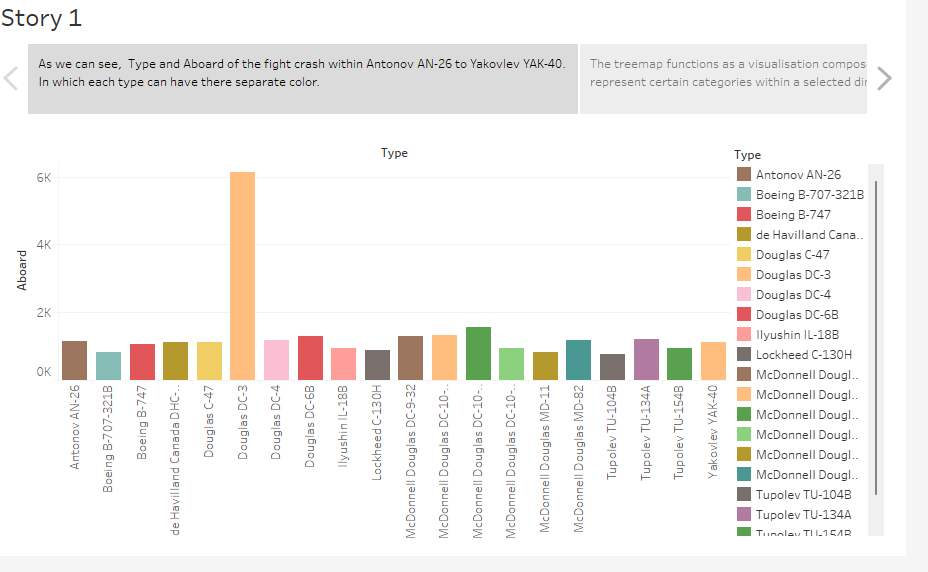 Story 1
As we can see,  Type and Aboard of the fight crash within Antonov AN-26 to Yakovlev YAK-40.
In which each type can have there separate color.
The treemap functions as a visualisation compos
represent certain categories within a selected dir
Type
Aboard
6K
4K
2K
0K
Antonov AN-26
Boeing B-707-321B
Boeing B-747
de Havilland Canada DHC-..
Douglas C-47
Douglas DC-3
Douglas DC-4
Douglas DC-6B
Ilyushin IL-18B
Lockheed C-130H
McDonnell Douglas DC-9-32
McDonnell Douglas DC-10-..
McDonnell Douglas DC-10-..
McDonnell Douglas DC-10-..
McDonnell Douglas MD-11
McDonnell Douglas MD-82
Tupolev TU-104B
Tupolev TU-134A
Tupolev TU-154B
Yakovlev YAK-40
Type
Antonov AN-26
Boeing B-707-321B
Boeing B-747
de Havilland Cana..
Douglas C-47
Douglas DC-3
Douglas DC-4
Douglas DC-6B
Ilyushin IL-18B
Lockheed C-130H
McDonnell Dougl..
McDonnell Dougl..
McDonnell Dougl..
McDonnell Dougl..
McDonnell Dougl..
McDonnell Dougl..
Tupolev TU-104B
Tupolev TU-134A
Tupolev TU-154B